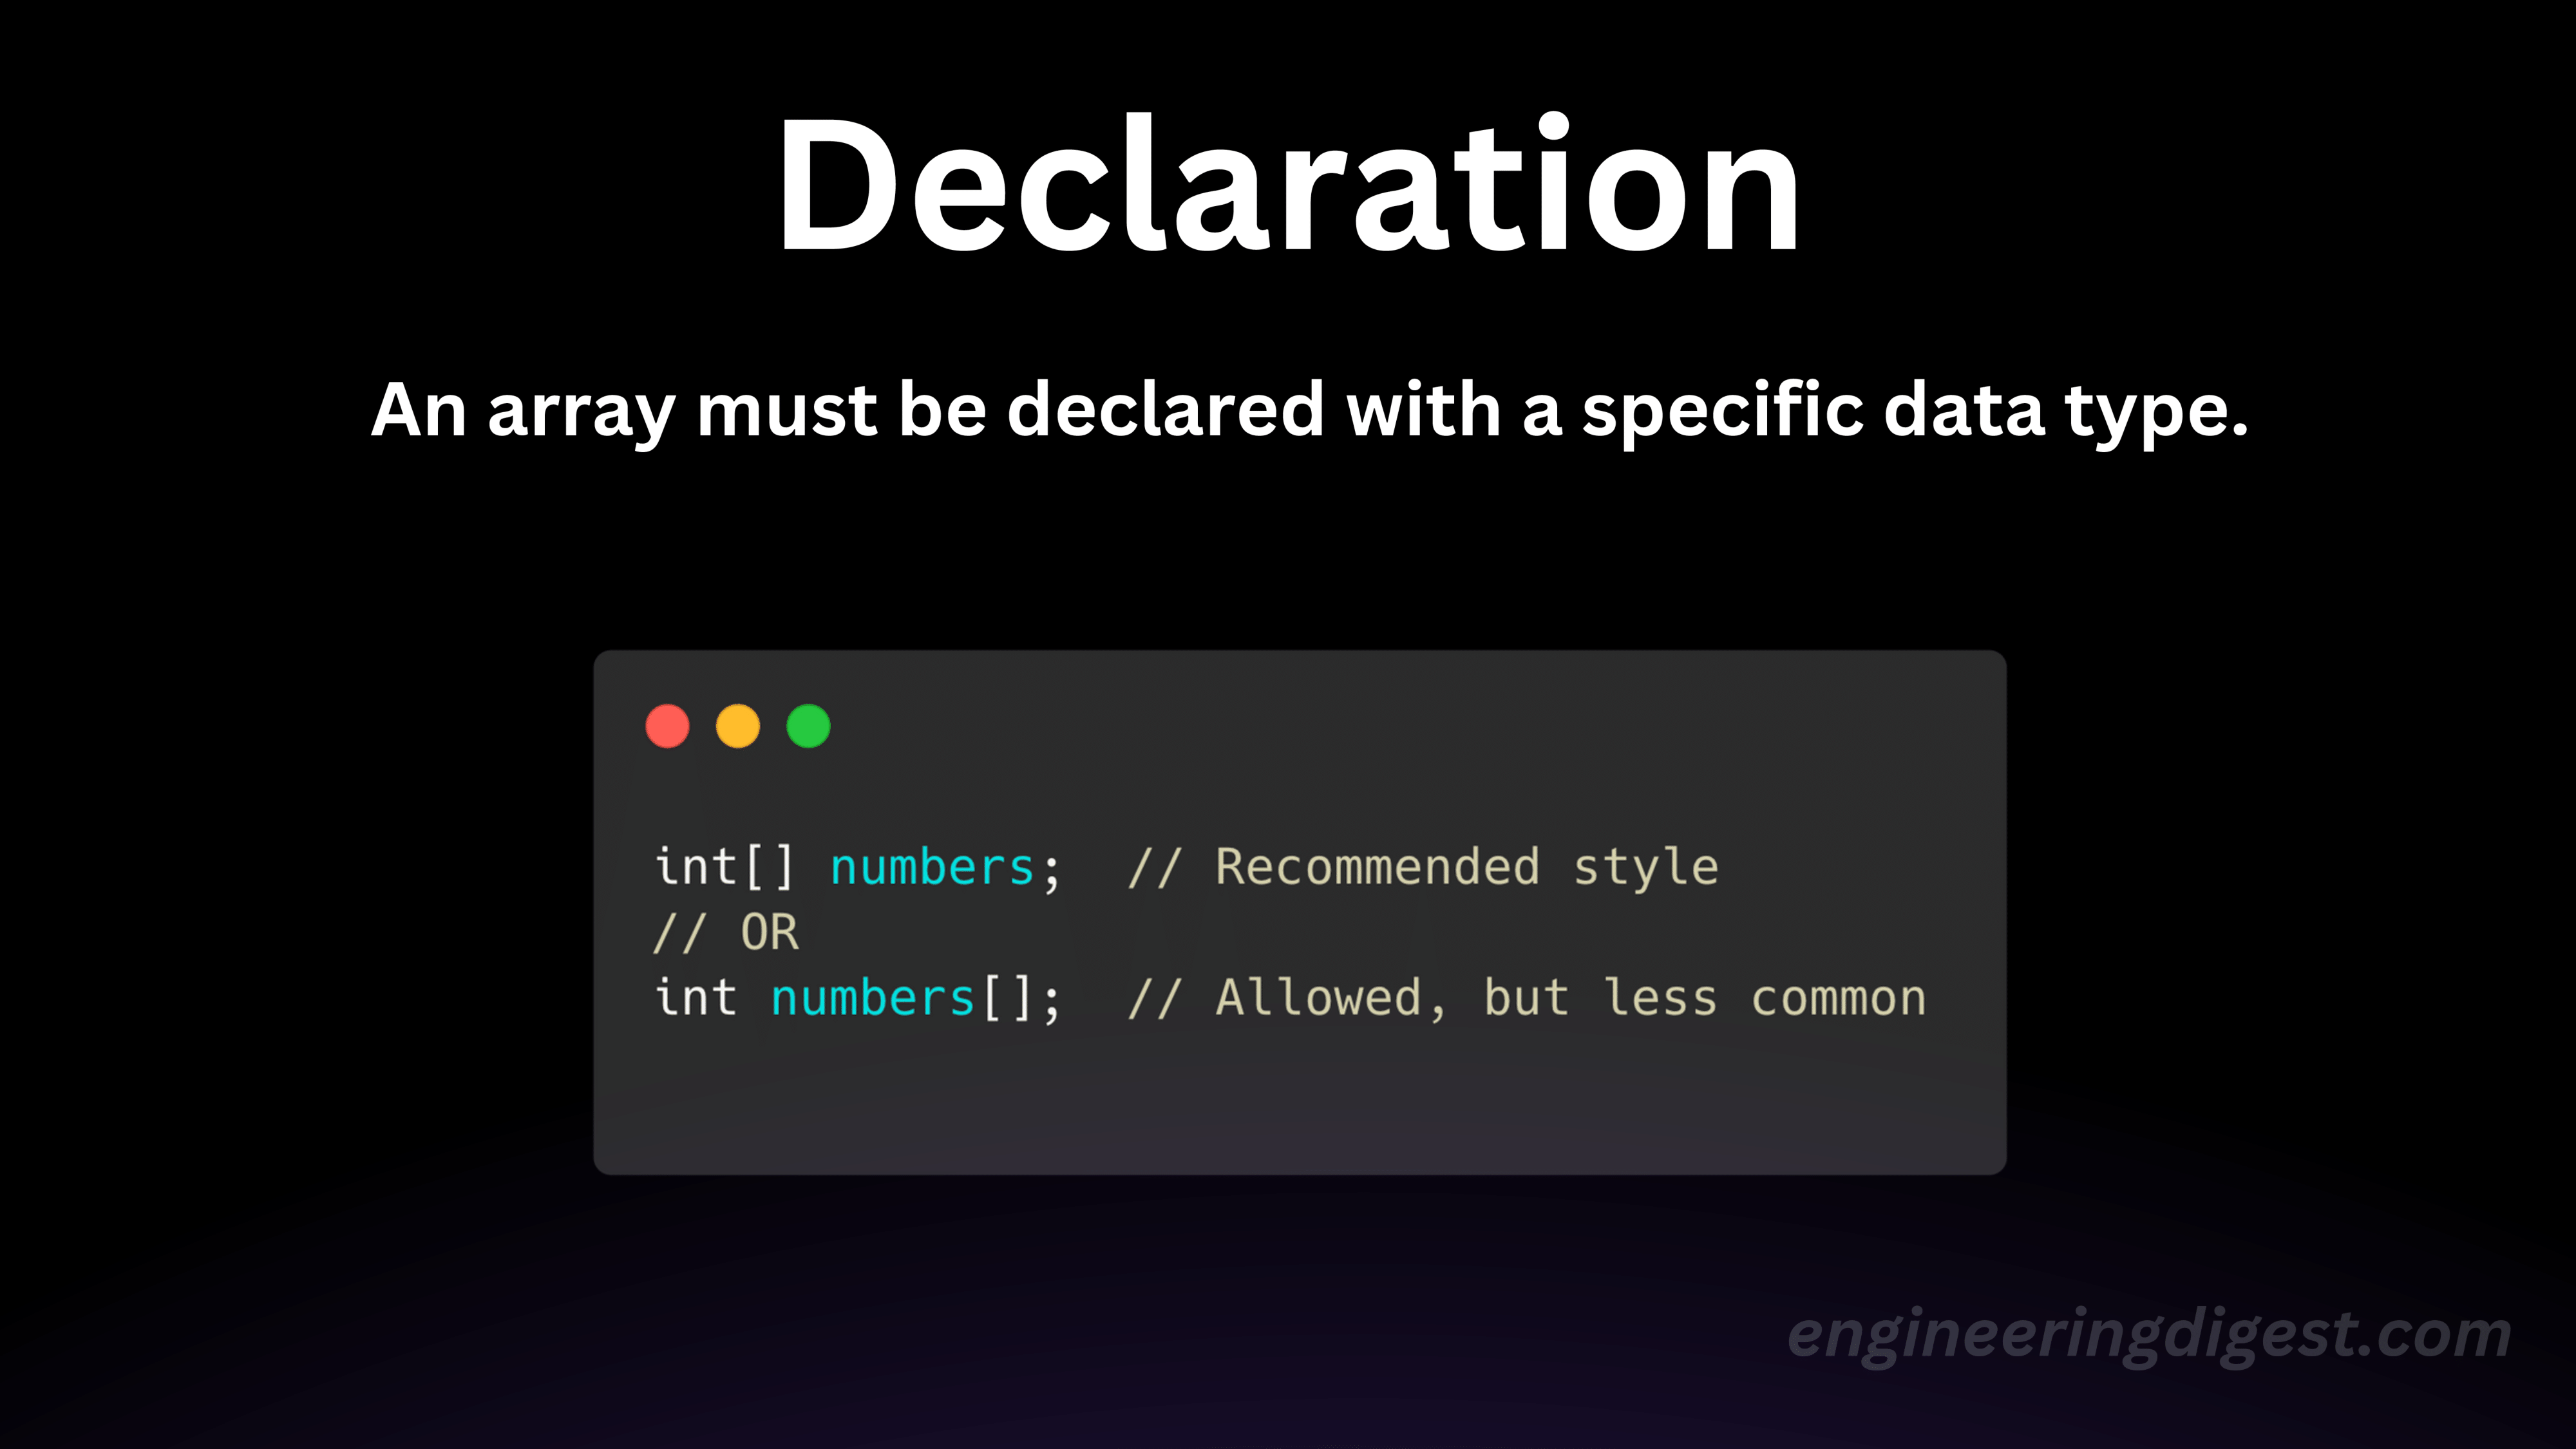 Declaration
An array must be declared with a specific data type.
int[] numbers;  // Recommended style
// OR
int numbers[];  // Allowed, but less common
engineeringdigest.com